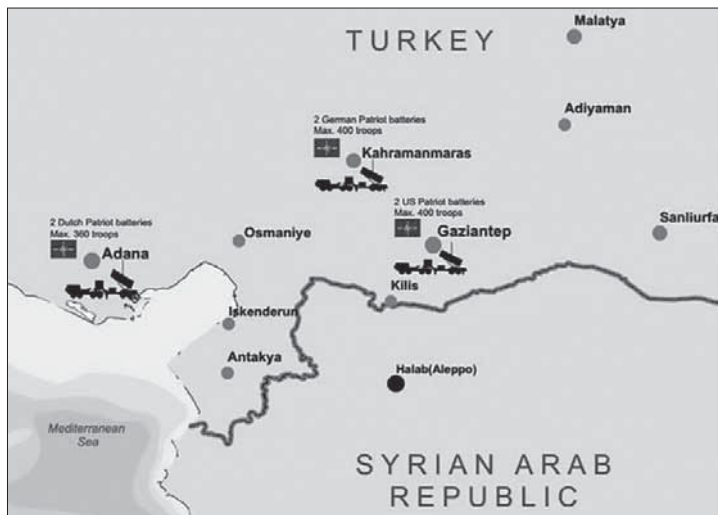 Malatya
TURKEY
Adiyaman
2 German Patriot batteries
Max. 400 troops
Kahramanmaras
2 US Patriot batteries
Max. 400 troops
Gaziantep
Sanliurfa
2 Dutch Patriot batteries
Max. 360 troops
Adana
Osmaniye
Kilis
Iskenderun
Antakya
Halab(Aleppo)
Mediterranean
Sea
SYRIAN ARAB
REPUBLIC